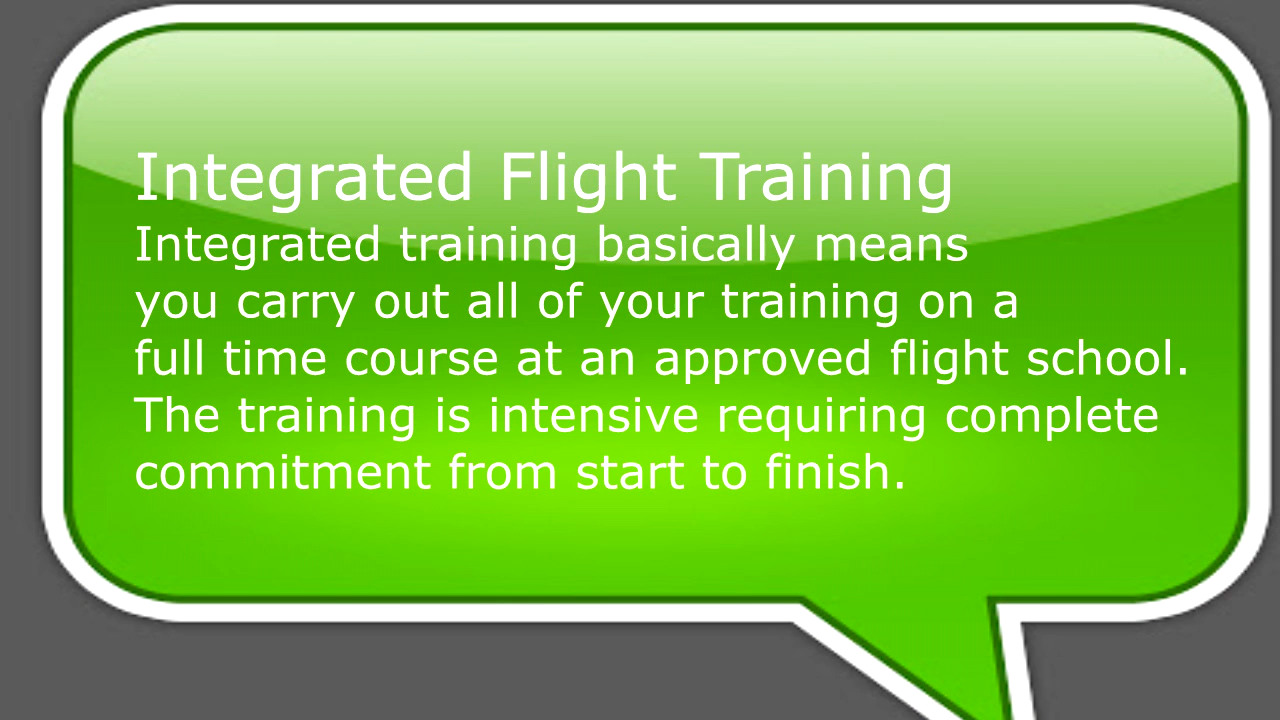 Integrated Flight Training
Integrated training basically means
you carry out all of your training on a
full time course at an approved flight school.
The training is intensive requiring complete
commitment from start to finish.